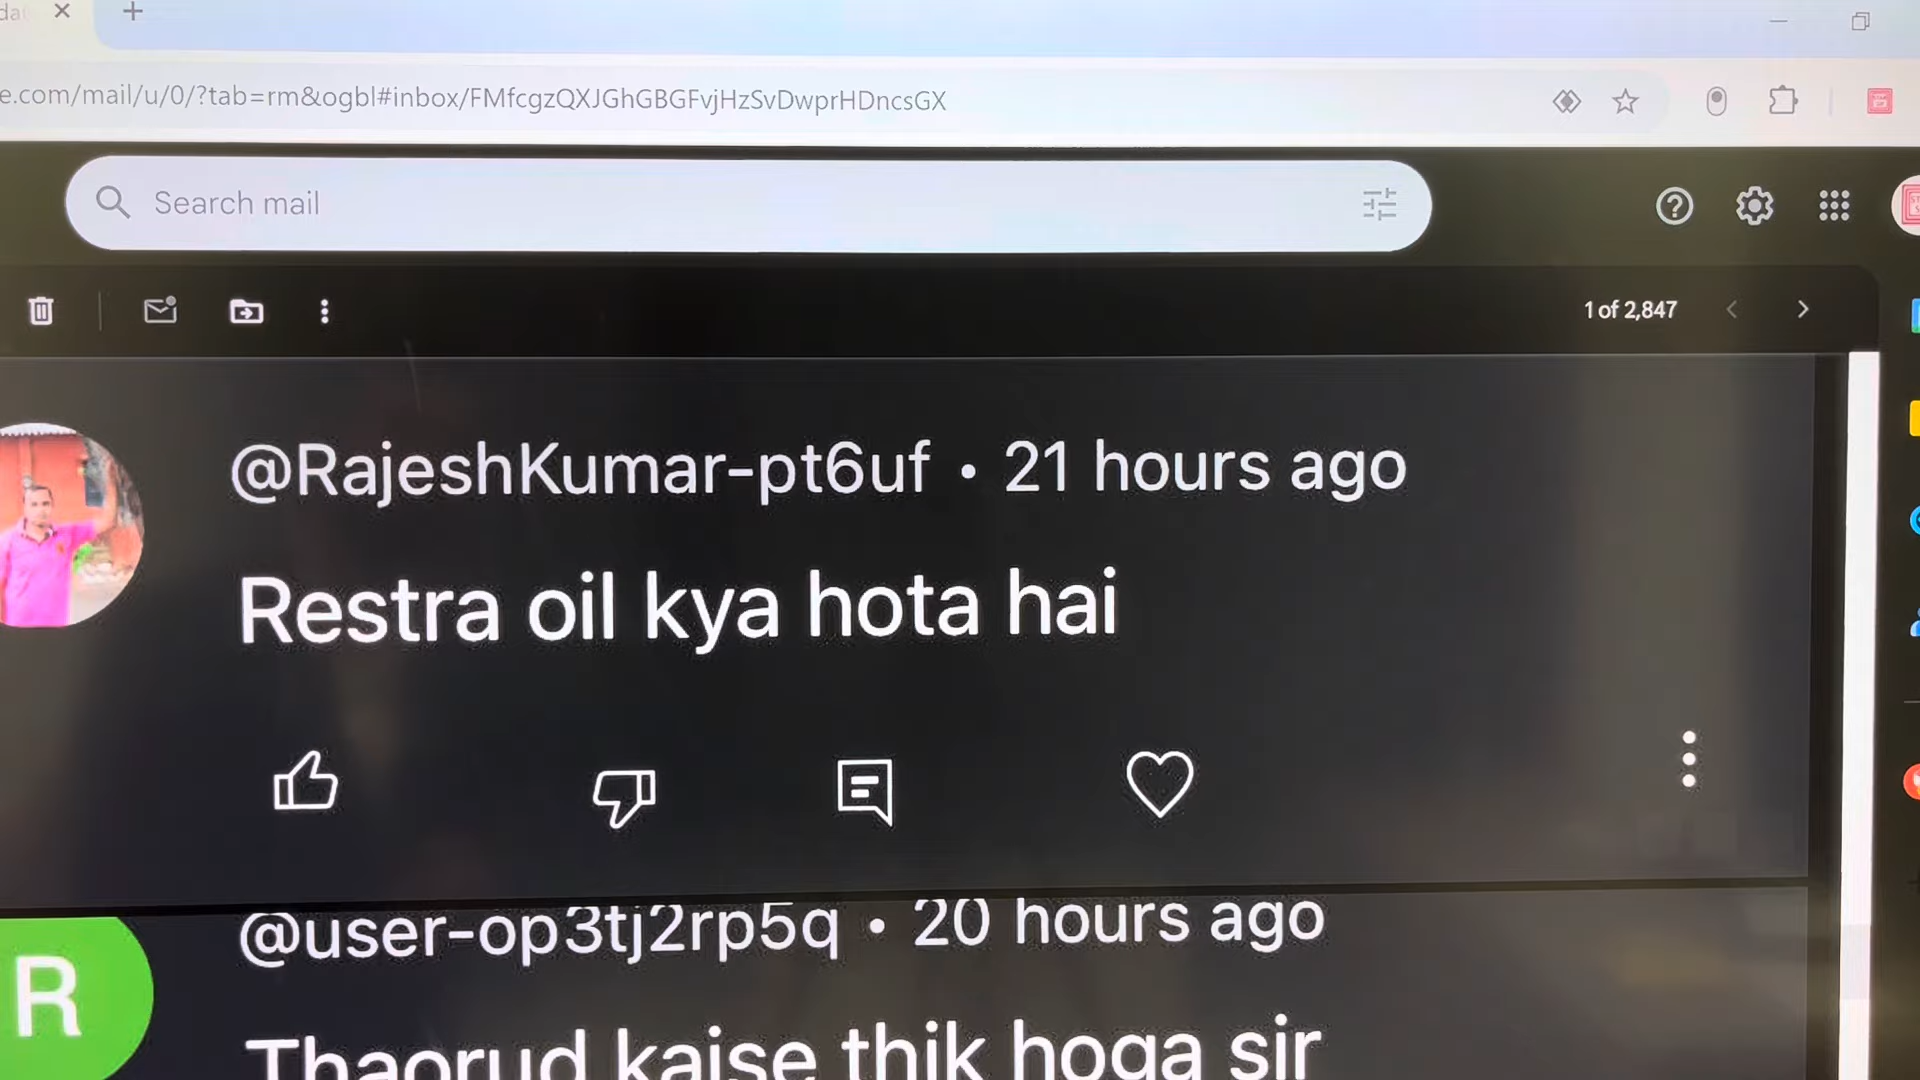 e.com/mail/u/0/?tab=rm&ogbl#inbox/FMfcgzQXJGhGBGFvjHzSvDwprHDncsGX
Search mail
1 of 2,847
@RajeshKumar-pt6uf • 21 hours ago
Restra oil kya hota hai
@user-op3tj2rp5q • 20 hours ago
R
Thaorud kaise thik hoga sir